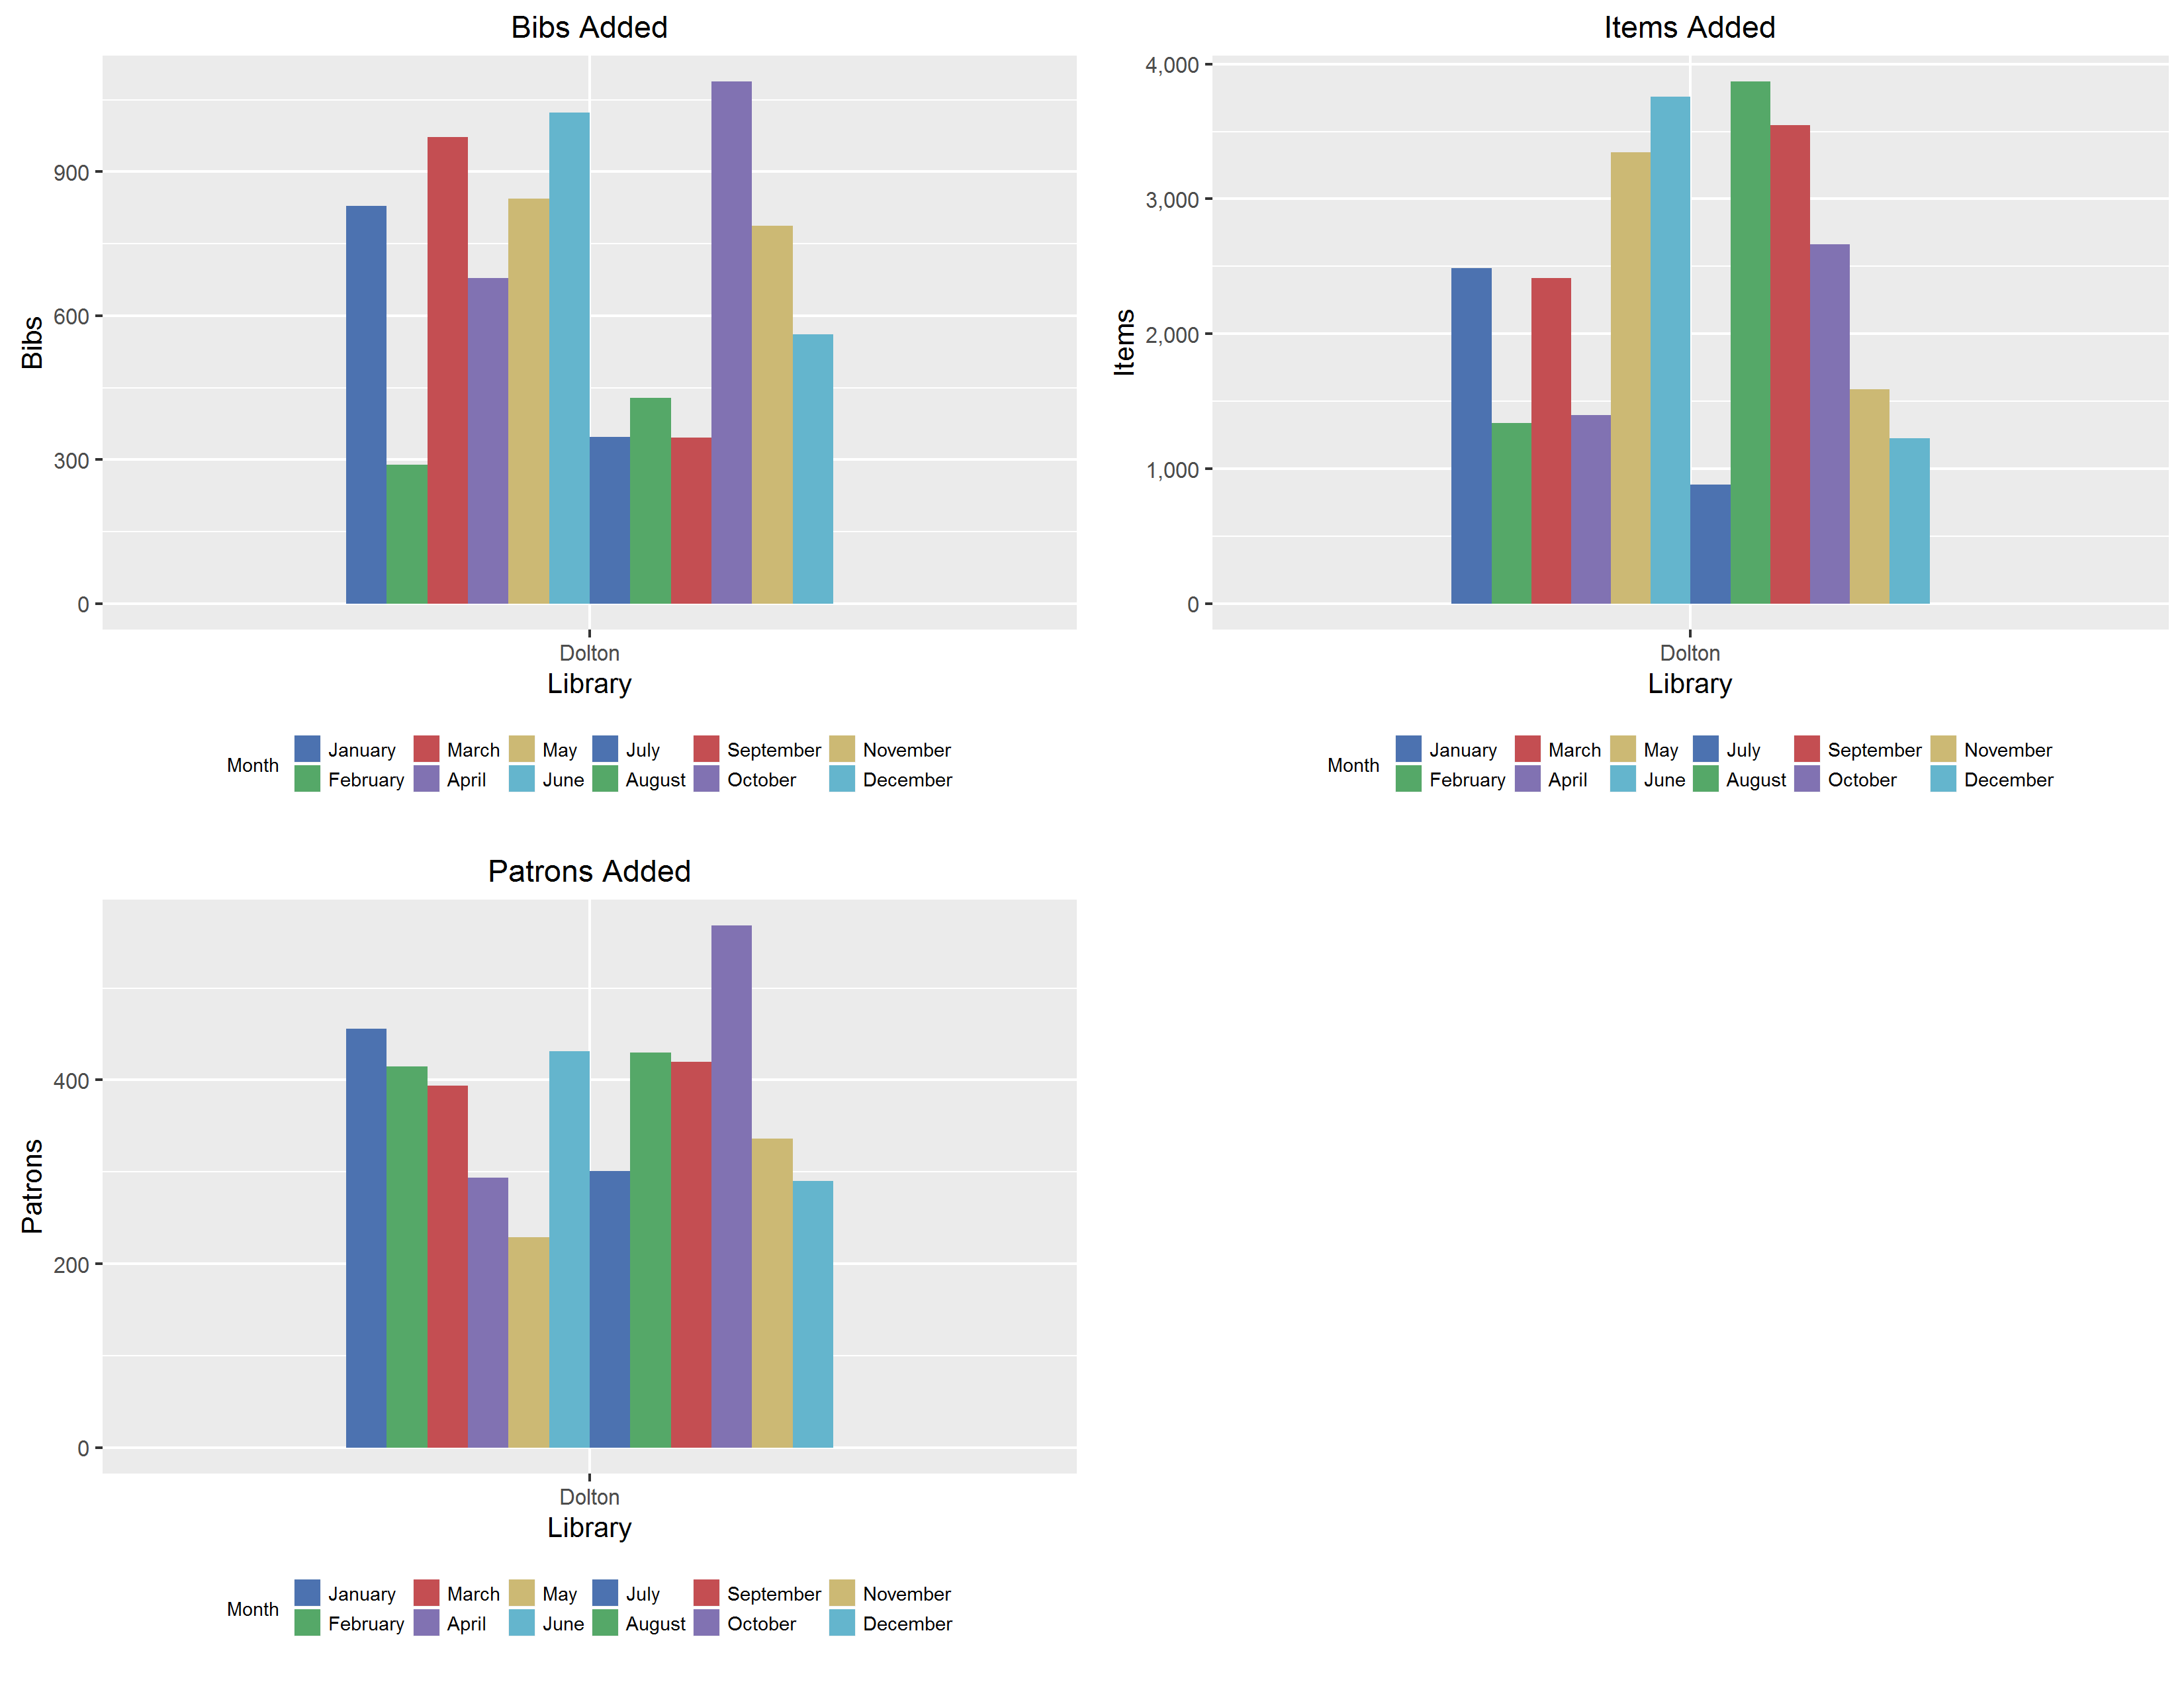 Bibs Added
900
600
300
0
Bibs
Dolton
Library
Month
January March May July September November
February April June August October December
Items Added
4,000
3,000
2,000
1,000
0
Items
Dolton
Library
Month
January March May July September November
February April June August October December
Patrons Added
400
200
0
Patrons
Dolton
Library
Month
January March May July September November
February April June August October December